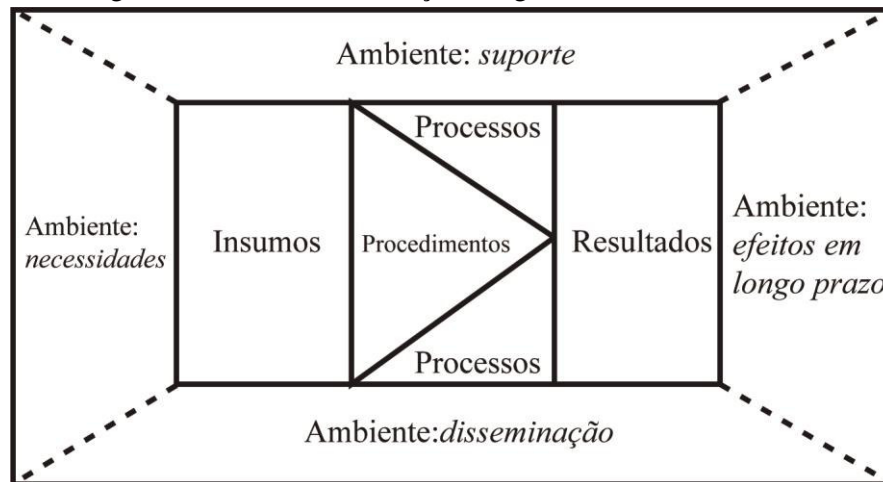 Ambiente: suporte
Processos
Ambiente:
necessidades
Insumos
Procedimentos
Resultados
Ambiente:
efeitos em
longo prazo
Processos
Ambiente:disseminação